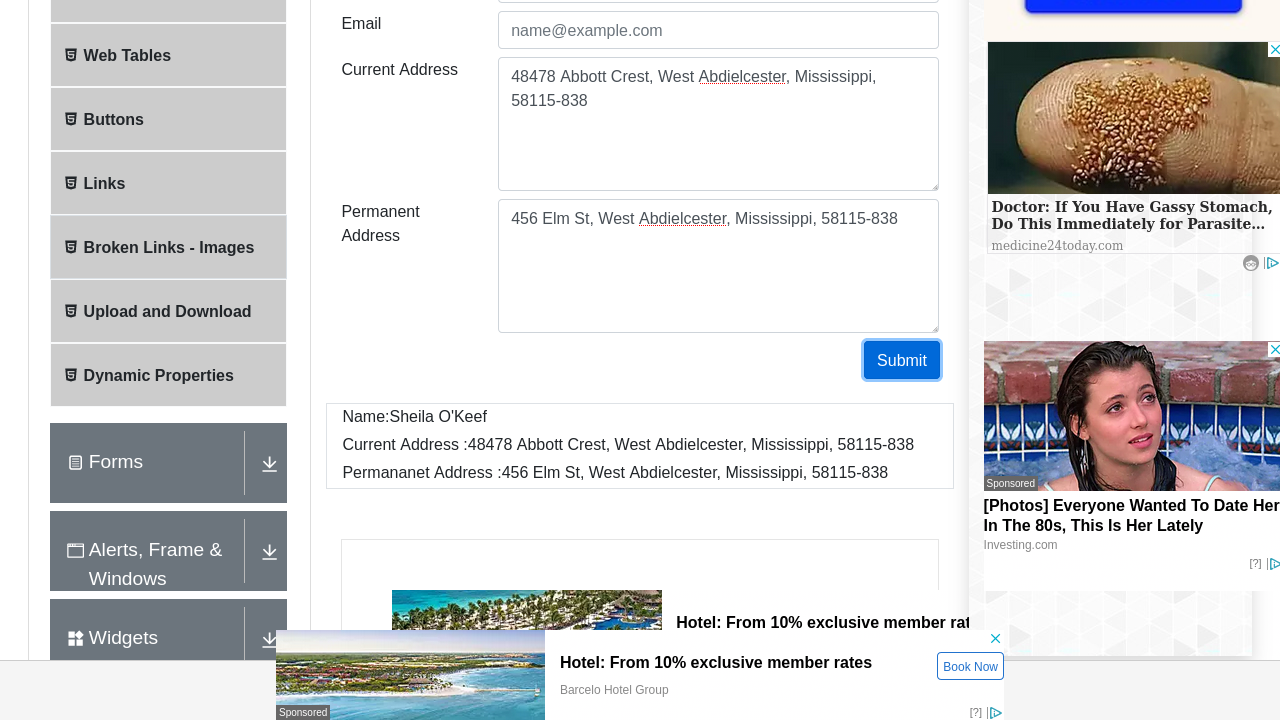 Email
name@example.com
Web Tables
Current Address
48478 Abbott Crest, West Abdielcester, Mississippi,
58115-838
Buttons
Links
Permanent
Address
456 Elm St, West Abdielcester, Mississippi, 58115-838
Broken Links - Images
Upload and Download
Dynamic Properties
Submit
Name:Sheila O'Keef
Current Address :48478 Abbott Crest, West Abdielcester, Mississippi, 58115-838
Permananet Address :456 Elm St, West Abdielcester, Mississippi, 58115-838
Forms
Alerts, Frame &
Windows
Widgets
Doctor: If You Have Gassy Stomach,
Do This Immediately for Parasite...
medicine24today.com
Sponsored
[Photos] Everyone Wanted To Date Her
In The 80s, This Is Her Lately
Investing.com
[?]
Hotel: From 10% exclusive member rat
Hotel: From 10% exclusive member rates
Barcelo Hotel Group
Book Now
Sponsored
[?]